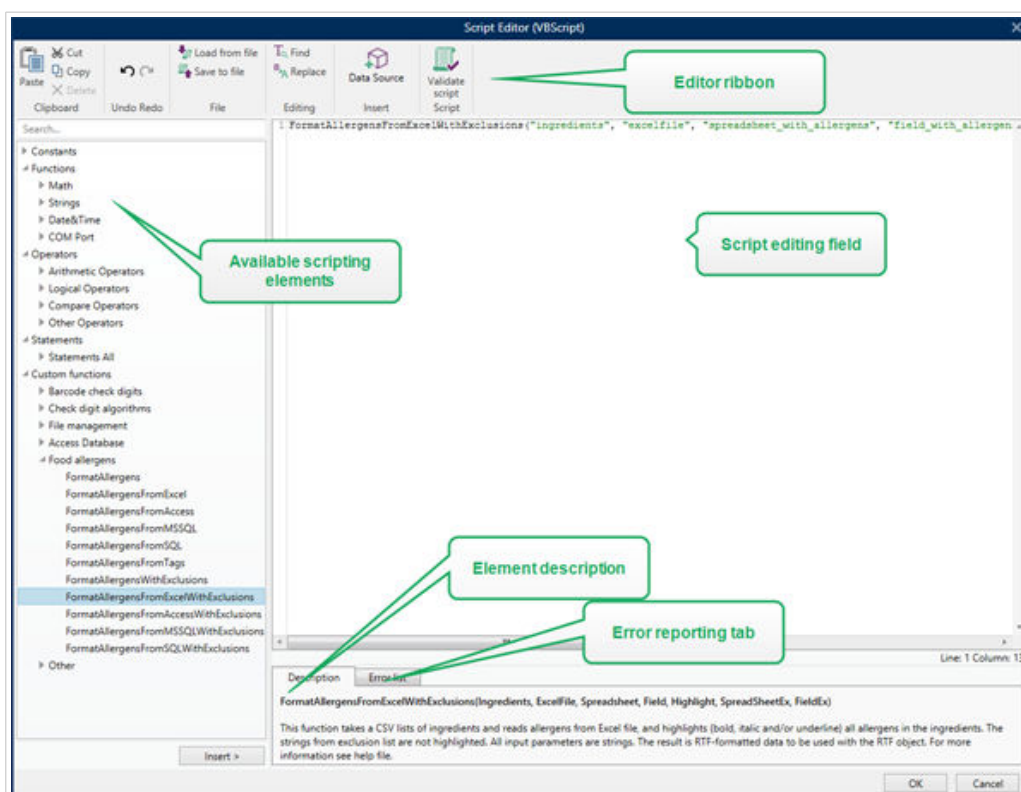 Script Editor (VBScript)
Paste
Cut
Copy
Delete
Clipboard
Undo Redo
Load from file
Save to file
File
Find
Replace
Editing
Data Source
Insert
Validate
script
Script
Editor ribbon
Search...
Constants
Functions
Math
Strings
Date&Time
COM Port
Operators
Arithmetic Operators
Logical Operators
Compare Operators
Other Operators
Statements
Statements All
Custom functions
Barcode check digits
Check digit algorithms
File management
Access Database
Food allergens
FormatAllergens
FormatAllergensFromExcel
FormatAllergensFromAccess
FormatAllergensFromMSSQL
FormatAllergensFromSQL
FormatAllergensFromTags
FormatAllergensWithExclusions
FormatAllergensFromExcelWithExclusions
FormatAllergensFromAccessWithExclusions
FormatAllergensFromMSSQLWithExclusions
FormatAllergensFromSQLWithExclusions
Other
Insert >
Available scripting
elements
1 FormatAllergensFromExcelWithExclusions("ingredients", "excelfile", "spreadsheet_with_allergens", "field_with_allergen
Script editing field
Element description
Error reporting tab
Line: 1 Column: 13
Description
Error list
FormatAllergensFromExcelWithExclusions(Ingredients, ExcelFile, Spreadsheet, Field, Highlight, SpreadSheetEx, FieldEx)
This function takes a CSV lists of ingredients and reads allergens from Excel file, and highlights (bold, italic and/or underline) all allergens in the ingredients. The
strings from exclusion list are not highlighted. All input parameters are strings. The result is RTF-formatted data to be used with the RTF object. For more
information see help file.
OK
Cancel